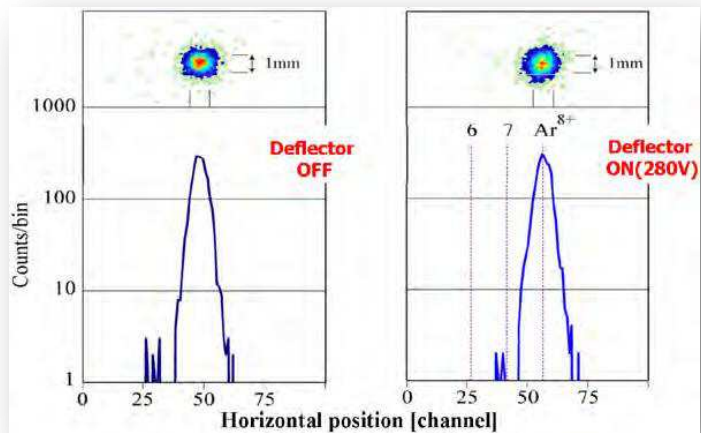 1mm
1mm
1000
6 7 Ar8+
Deflector
OFF
Deflector
ON(280V)
100
Counts/bin
10
1
0 25 50 75
0 25 50 75
Horizontal position [channel]